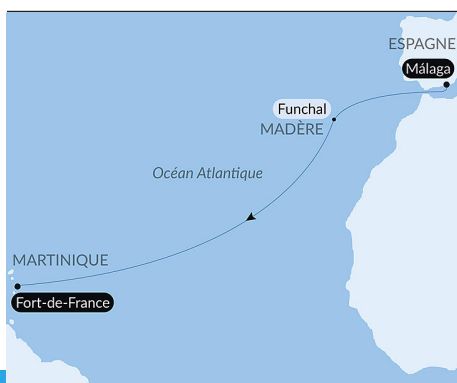 ESPAGNE
Málaga
Funchal
MADÈRE
Océan Atlantique
MARTINIQUE
Fort-de-France